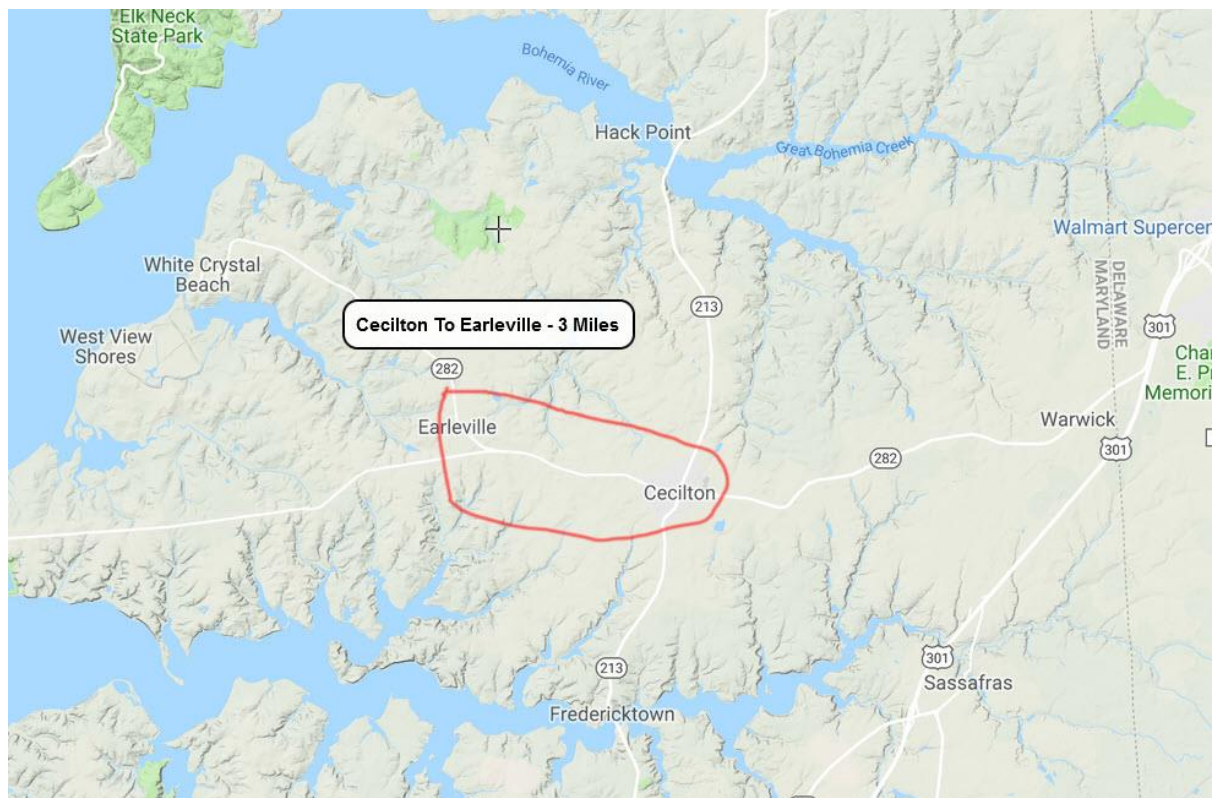 Elk Neck
State Park
Bohemia River
Hack Point
Great Bohemia Creek
Walmart Supercen
White Crystal
Beach
DELAWARE
MARYLAND
213
Cecilton To Earleville - 3 Miles
301
West View
Shores
282
Char
E. Pr
Memori
Earleville
Warwick
301
282
Cecilton
213
301
Sassafras
Fredericktown